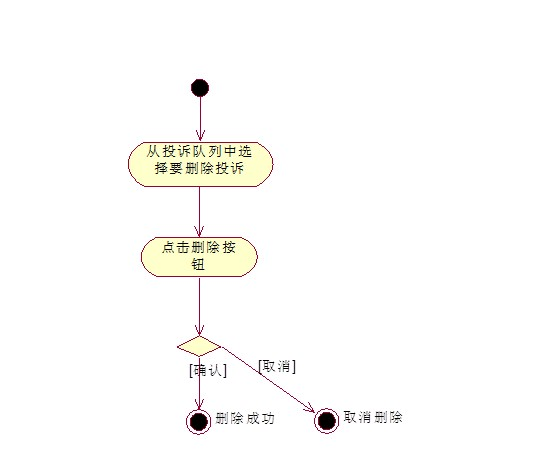 从投诉队列中选
择要删除投诉
点击删除按
钮
[确认]
[取消]
删除成功
取消删除